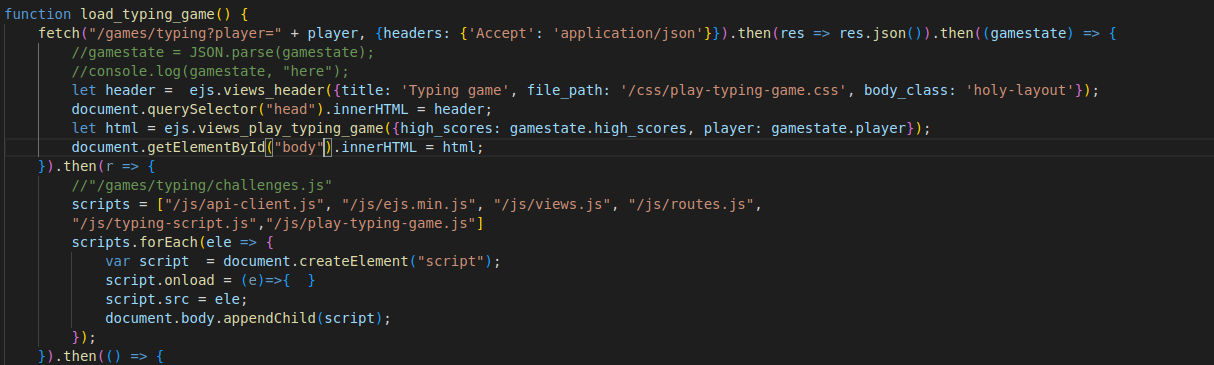 function load_typing_game() {
fetch("/games/typing?player=" + player, {headers: {'Accept': 'application/json'}}).then(res => res.json()).then((gamestate) => {
//gamestate = JSON.parse(gamestate);
//console.log(gamestate, "here");
let header =  ejs.views_header({title: 'Typing game', file_path: '/css/play-typing-game.css', body_class: 'holy-layout'});
document.querySelector("head").innerHTML = header;
let html = ejs.views_play_typing_game({high_scores: gamestate.high_scores, player: gamestate.player});
document.getElementById("body").innerHTML = html;
}).then(r => {
//"/games/typing/challenges.js"
scripts = ["/js/api-client.js", "/js/ejs.min.js", "/js/views.js", "/js/routes.js",
"/js/typing-script.js","/js/play-typing-game.js"]
scripts.forEach(ele => {
var script  = document.createElement("script");
script.onload = (e)=>{  }
script.src = ele;
document.body.appendChild(script);
});
}).then(() => {